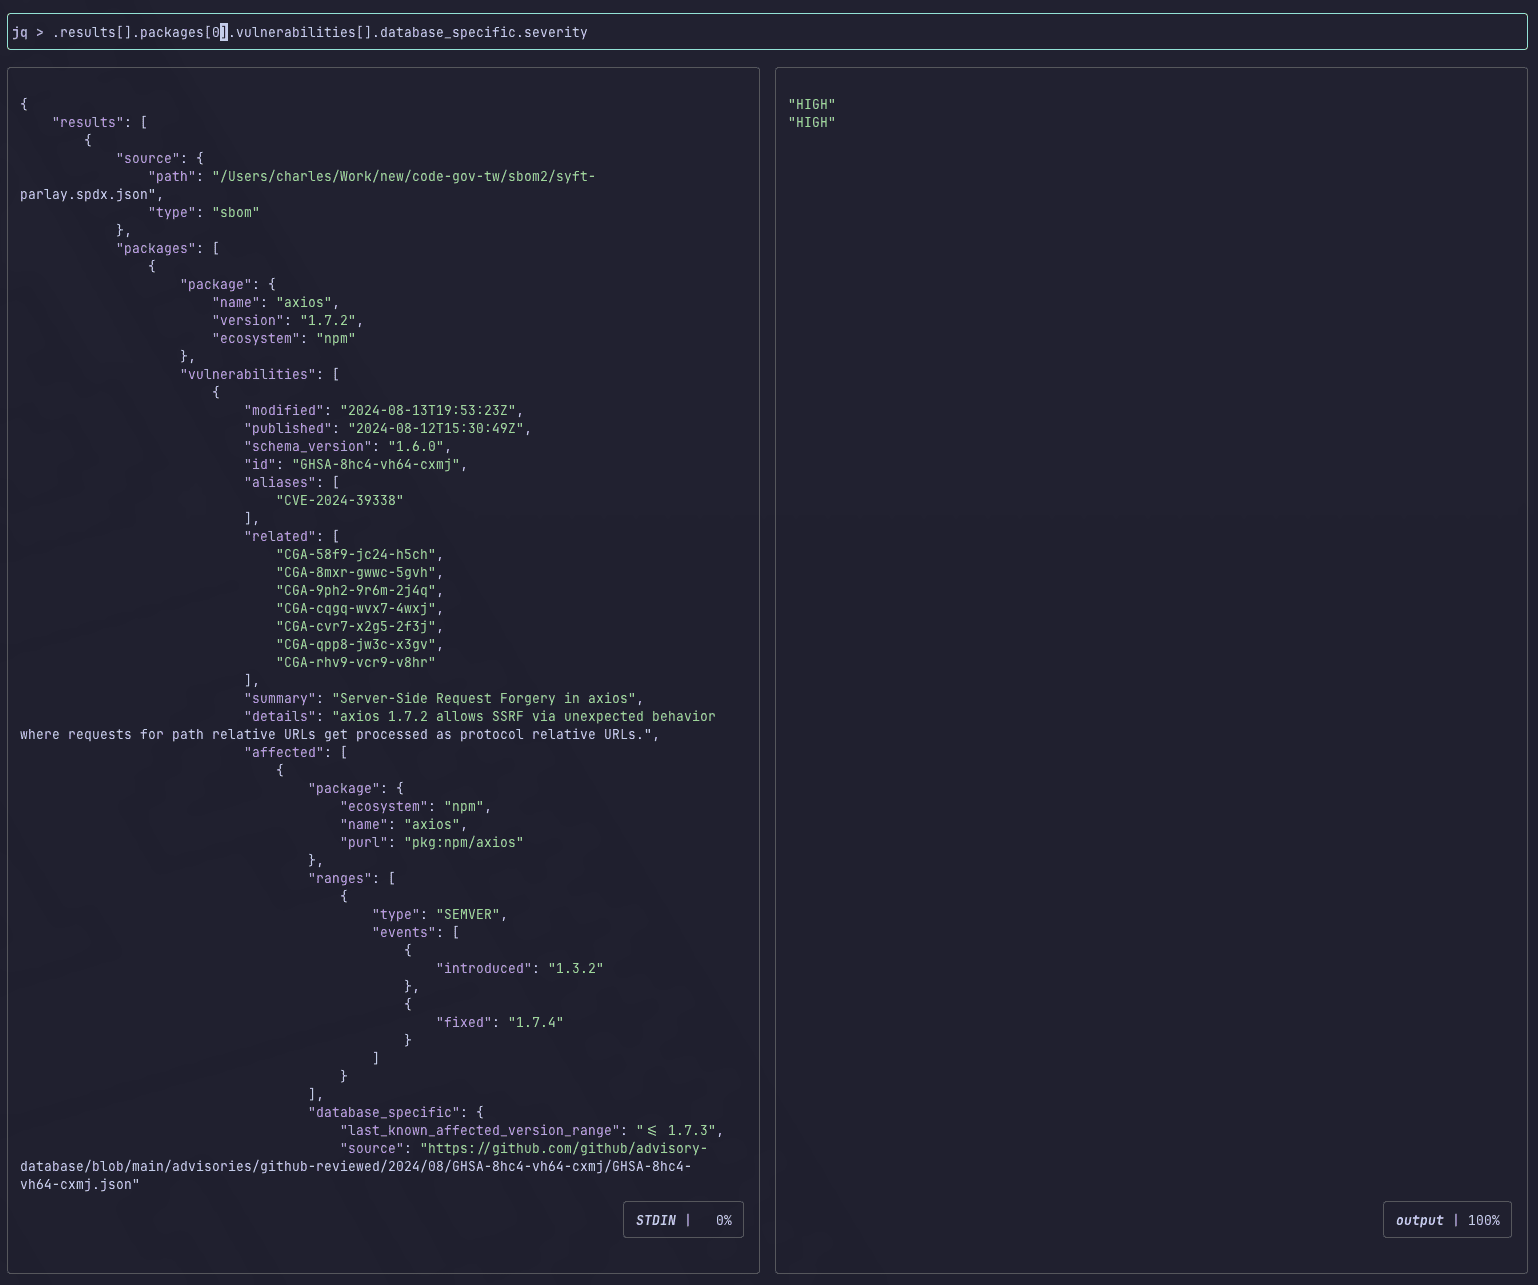 jq > .results[].packages[0].vulnerabilities[].database_specific.severity
{
    "results": [
        {
            "source": {
                "path": "/Users/charles/Work/new/code-gov-tw/sbom2/syft-
parlay.spdx.json",
                "type": "sbom"
            },
            "packages": [
                {
                    "package": {
                        "name": "axios",
                        "version": "1.7.2",
                        "ecosystem": "npm"
                    },
                    "vulnerabilities": [
                        {
                            "modified": "2024-08-13T19:53:23Z",
                            "published": "2024-08-12T15:30:49Z",
                            "schema_version": "1.6.0",
                            "id": "GHSA-8hc4-vh64-cxmj",
                            "aliases": [
                                "CVE-2024-39338"
                            ],
                            "related": [
                                "CGA-58f9-jc24-h5ch",
                                "CGA-8mxr-gwwc-5gvh",
                                "CGA-9ph2-9r6m-2j4q",
                                "CGA-cqgq-wvx7-4wxj",
                                "CGA-cvr7-x2g5-2f3j",
                                "CGA-qpp8-jw3c-x3gv",
                                "CGA-rhv9-vcr9-v8hr"
                            ],
                            "summary": "Server-Side Request Forgery in axios",
                            "details": "axios 1.7.2 allows SSRF via unexpected behavior
where requests for path relative URLs get processed as protocol relative URLs.",
                            "affected": [
                                {
                                    "package": {
                                        "ecosystem": "npm",
                                        "name": "axios",
                                        "purl": "pkg:npm/axios"
                                    },
                                    "ranges": [
                                        {
                                            "type": "SEMVER",
                                            "events": [
                                                {
                                                    "introduced": "1.3.2"
                                                },
                                                {
                                                    "fixed": "1.7.4"
                                                }
                                            ]
                                        }
                                    ],
                                    "database_specific": {
                                        "last_known_affected_version_range": "<= 1.7.3",
                                        "source": "https://github.com/github/advisory-
database/blob/main/advisories/github-reviewed/2024/08/GHSA-8hc4-vh64-cxmj/GHSA-8hc4-
vh64-cxmj.json"
STDIN |   0%
"HIGH"
"HIGH"
output | 100%